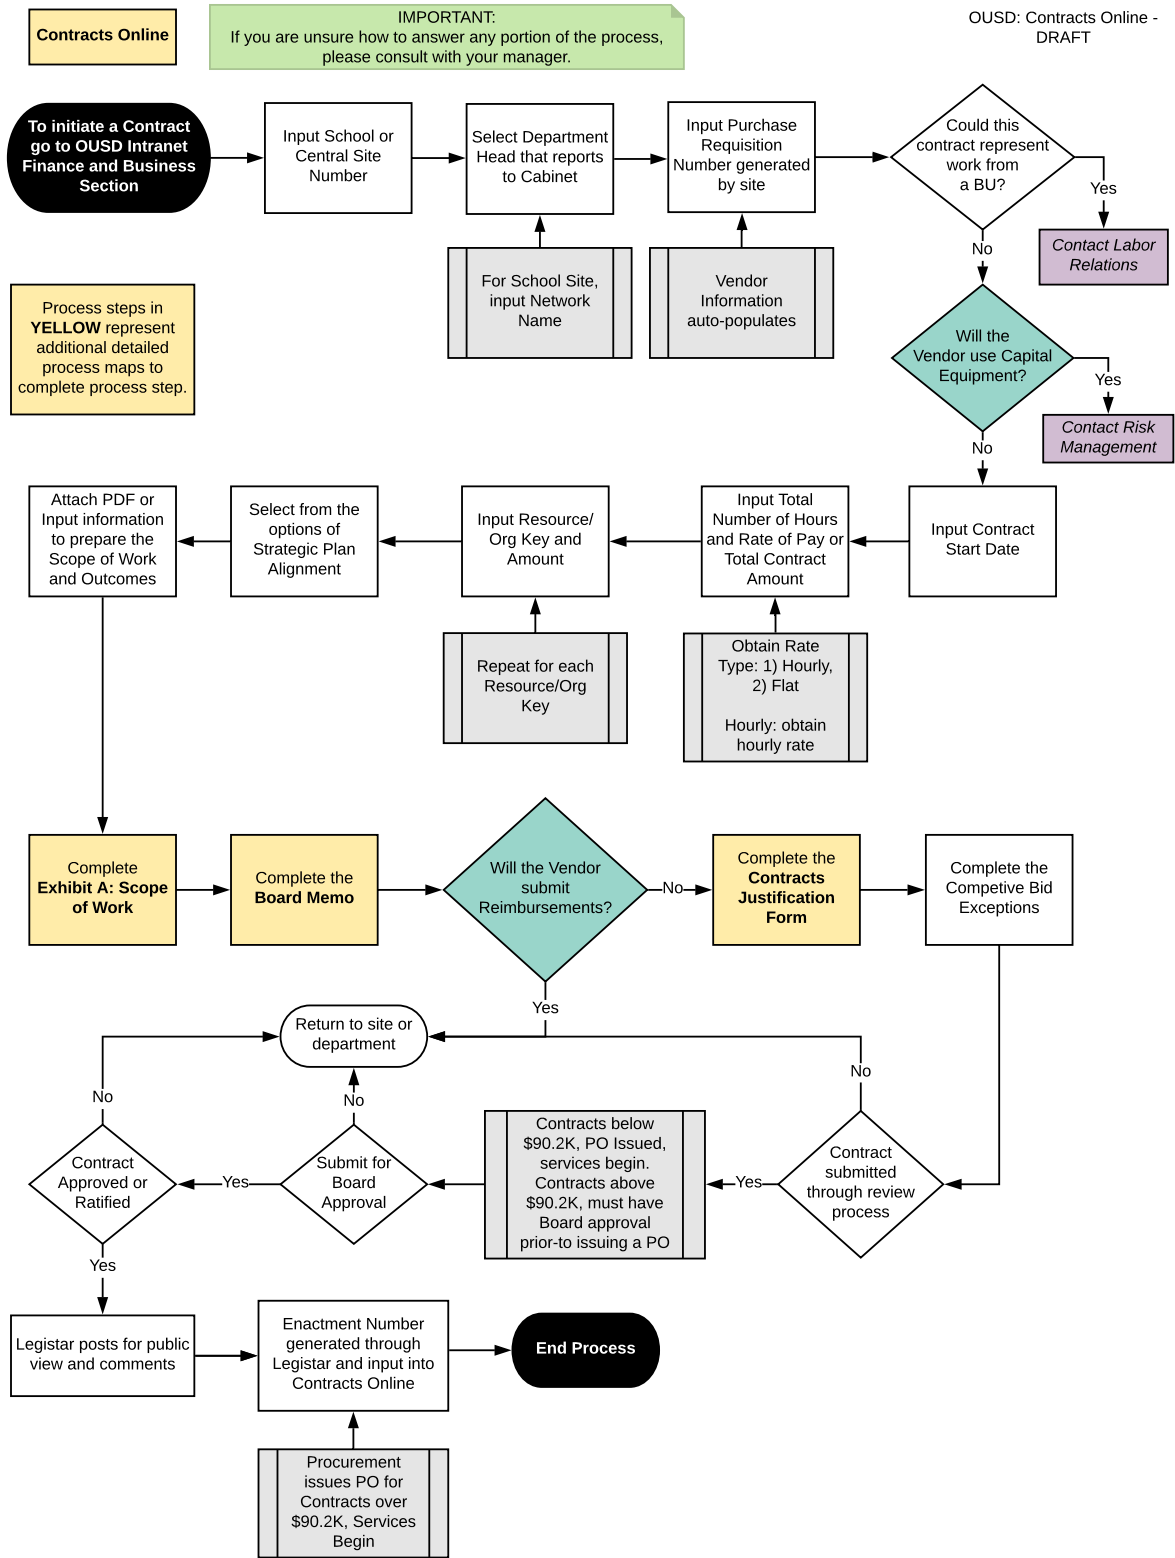 Contracts Online
IMPORTANT:
If you are unsure how to answer any portion of the process,
please consult with your manager.
OUSD: Contracts Online -
DRAFT
To initiate a Contract
go to OUSD Intranet
Finance and Business
Section
Input School or
Central Site
Number
Select Department
Head that reports
to Cabinet
Input Purchase
Requisition
Number generated
by site
Could this
contract represent
work from
a BU?
Yes
No
Contact Labor
Relations
For School Site,
input Network
Name
Vendor
Information
auto-populates
Process steps in
YELLOW represent
additional detailed
process maps to
complete process step.
Will the
Vendor use Capital
Equipment?
Yes
No
Contact Risk
Management
Attach PDF or
Input information
to prepare the
Scope of Work
and Outcomes
Select from the
options of
Strategic Plan
Alignment
Input Resource/
Org Key and
Amount
Input Total
Number of Hours
and Rate of Pay or
Total Contract
Amount
Input Contract
Start Date
Repeat for each
Resource/Org
Key
Obtain Rate
Type: 1) Hourly,
2) Flat
Hourly: obtain
hourly rate
Complete
Exhibit A: Scope
of Work
Complete the
Board Memo
Will the Vendor
submit
Reimbursements?
No
Yes
Complete the
Contracts
Justification
Form
Complete the
Competive Bid
Exceptions
Return to site or
department
No
No
No
Contract
Approved or
Ratified
Yes
Submit for
Board
Approval
Contracts below
$90.2K, PO Issued,
services begin.
Contracts above
$90.2K, must have
Board approval
prior-to issuing a PO
Yes
Contract
submitted
through review
process
Yes
Legistar posts for public
view and comments
Enactment Number
generated through
Legistar and input into
Contracts Online
End Process
Procurement
issues PO for
Contracts over
$90.2K, Services
Begin